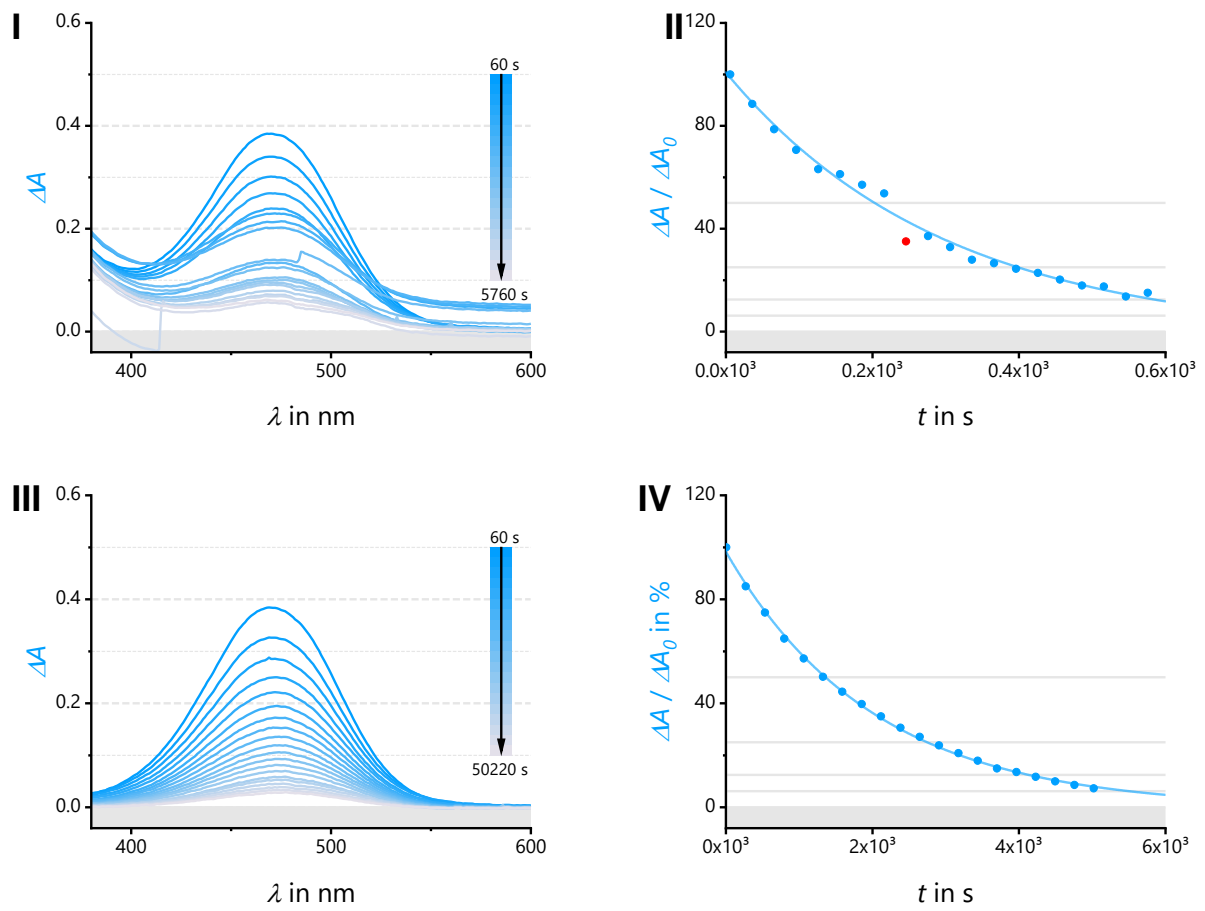 I
0.6
0.4
0.2
0.0
ΔA
60 s
5760 s
400
500
600
λ in nm
II
120
80
40
0
ΔA / ΔA0
0.0x10³
0.2x10³
0.4x10³
0.6x10³
t in s
III
0.6
0.4
0.2
0.0
ΔA
60 s
50220 s
400
500
600
λ in nm
IV
120
80
40
0
ΔA / ΔA0 in %
0x10³
2x10³
4x10³
6x10³
t in s